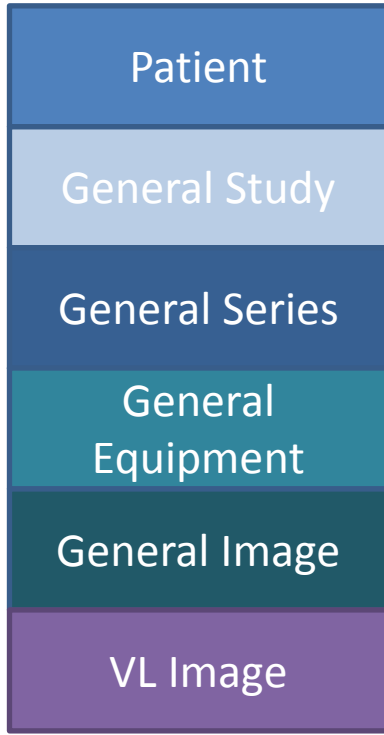 Patient
General Study
General Series
General
Equipment
General Image
VL Image